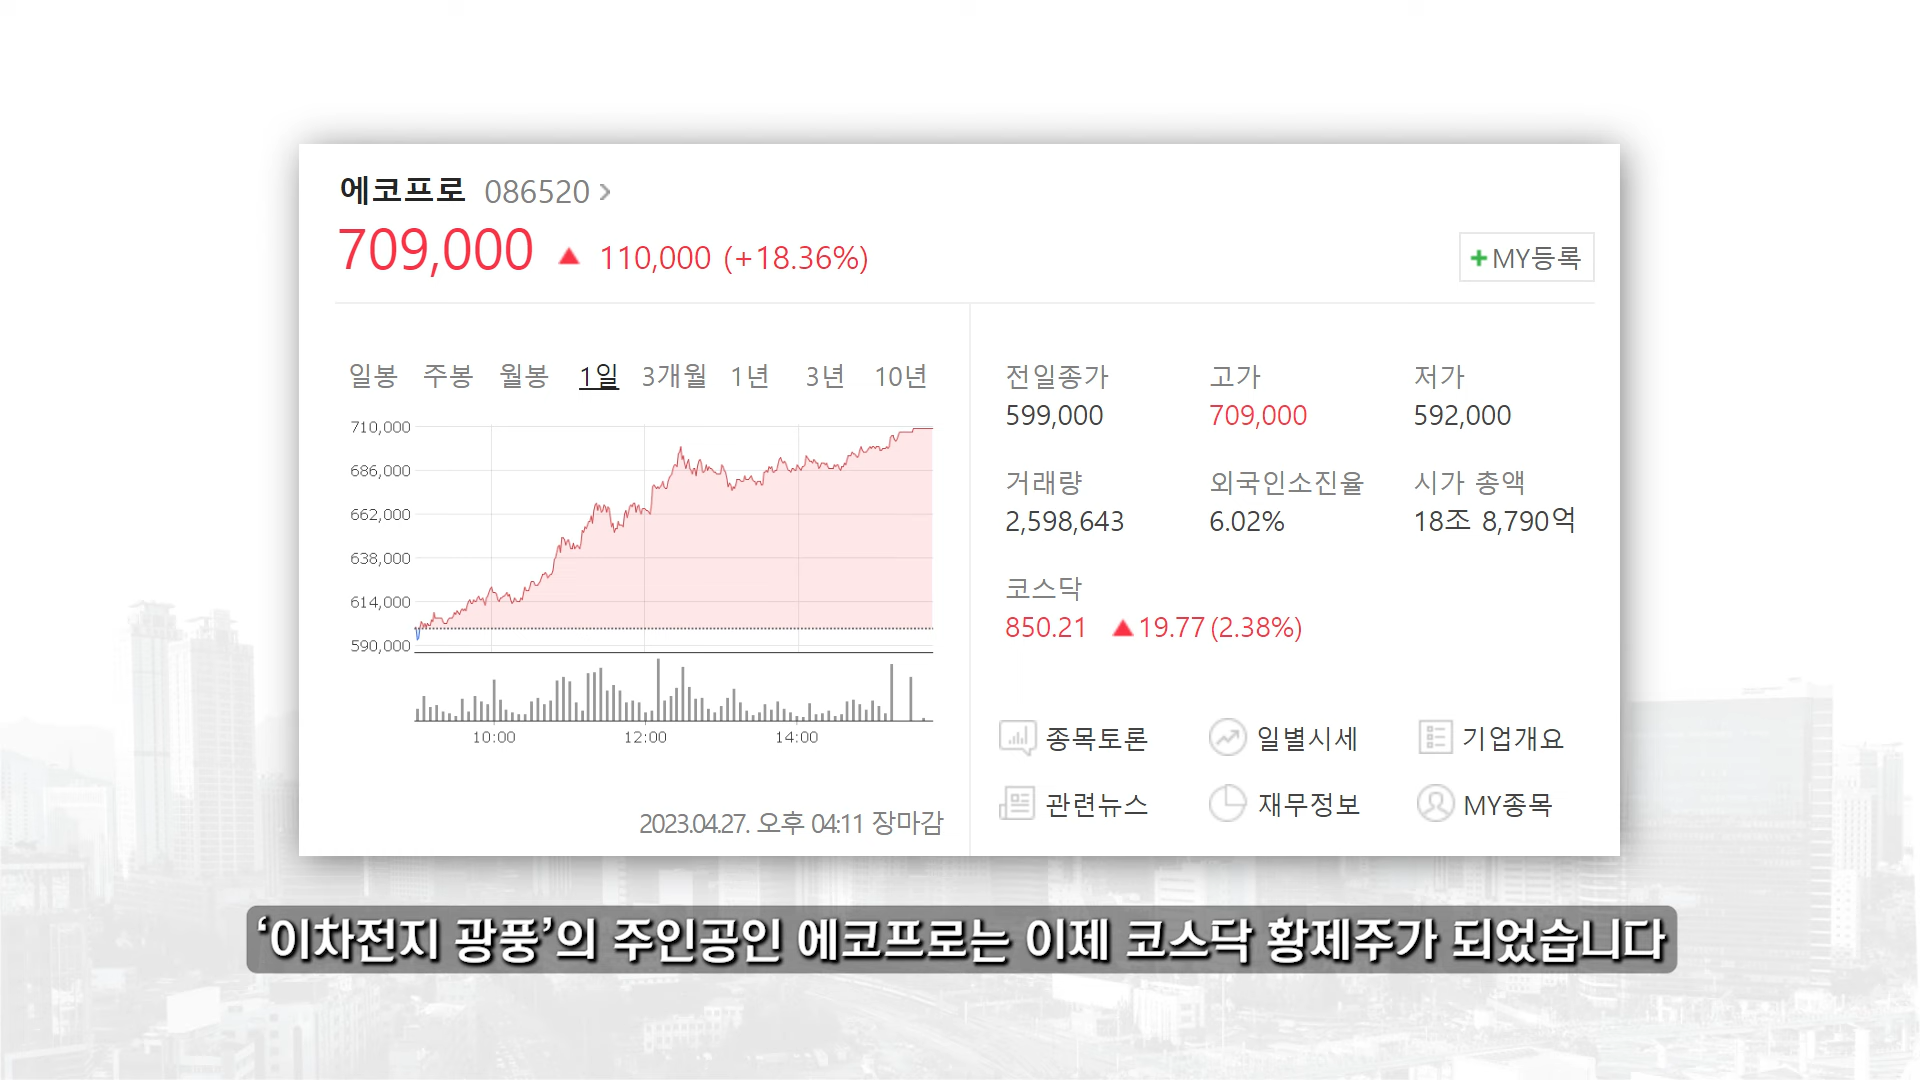 에코프로 086520
709,000 ▲ 110,000 (+18.36%)
+MY등록
일봉 주봉 월봉 1일 3개월 1년 3년 10년
710,000
686,000
662,000
638,000
614,000
590,000
10:00 12:00 14:00
2023.04.27. 오후 04:11 장마감
전일종가 고가 저가
599,000 709,000 592,000
거래량 외국인소진율 시가 총액
2,598,643 6.02% 18조 8,790억
코스닥
850.21 ▲19.77 (2.38%)
종목토론 일별시세 기업개요
관련뉴스 재무정보 MY종목
‘이차전지 광풍’의 주인공인 에코프로는 이제 코스닥 황제주가 되었습니다